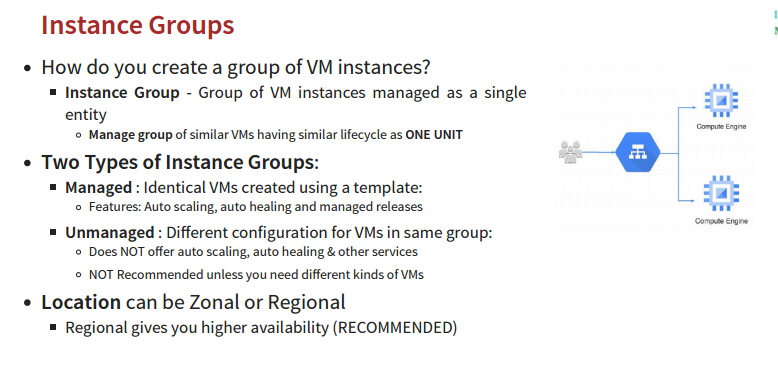 Instance Groups
How do you create a group of VM instances?
Instance Group - Group of VM instances managed as a single
entity
Manage group of similar VMs having similar lifecycle as ONE UNIT
Two Types of Instance Groups:
Managed : Identical VMs created using a template:
Features: Auto scaling, auto healing and managed releases
Unmanaged : Different configuration for VMs in same group:
Does NOT offer auto scaling, auto healing & other services
NOT Recommended unless you need different kinds of VMs
Location can be Zonal or Regional
Regional gives you higher availability (RECOMMENDED)
Compute Engine
Compute Engine